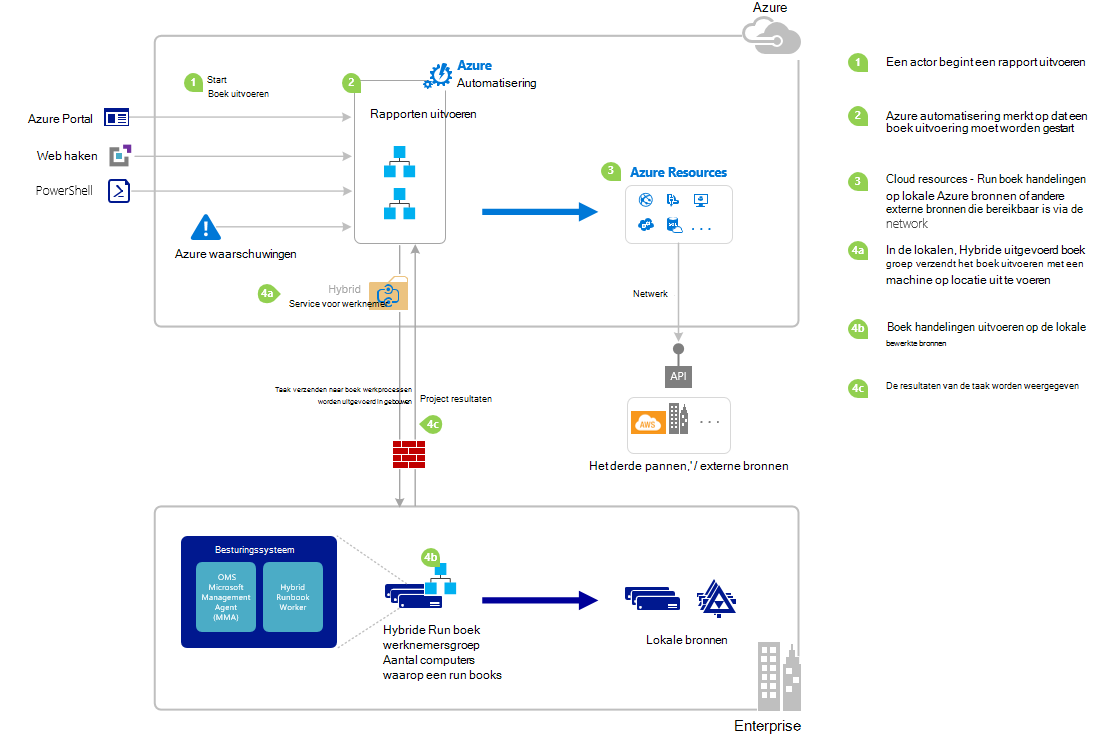 Azure
1
Start
Boek uitvoeren
2
Azure
Automatisering
Rapporten uitvoeren
Azure Portal
Web haken
PowerShell
Azure waarschuwingen
3
Azure Resources
. . .
4a
Hybrid
Service voor werknemer
Netwerk
API
AWS
. . .
Het derde pannen,' / externe bronnen
Taak verzenden naar boek werkprocessen
worden uitgevoerd in gebouwen
Project resultaten
4c
Besturingssysteem
OMS
Microsoft
Management
Agent
(MMA)
Hybrid
Runbook
Worker
4b
Hybride Run boek
werknemersgroep
Aantal computers
waarop een run books
Lokale bronnen
Enterprise
1
Een actor begint een rapport uitvoeren
2
Azure automatisering merkt op dat een
boek uitvoering moet worden gestart
3
Cloud resources - Run boek handelingen
op lokale Azure bronnen of andere
externe bronnen die bereikbaar is via de
network
4a
In de lokalen, Hybride uitgevoerd boek
groep verzendt het boek uitvoeren met een
machine op locatie uit te voeren
4b
Boek handelingen uitvoeren op de lokale
bewerkte bronnen
4c
De resultaten van de taak worden weergegeven